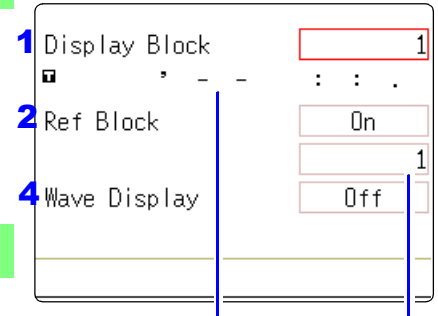 1 Display Block 1
T ' - - : : .
2 Ref Block On
1
4 Wave Display Off